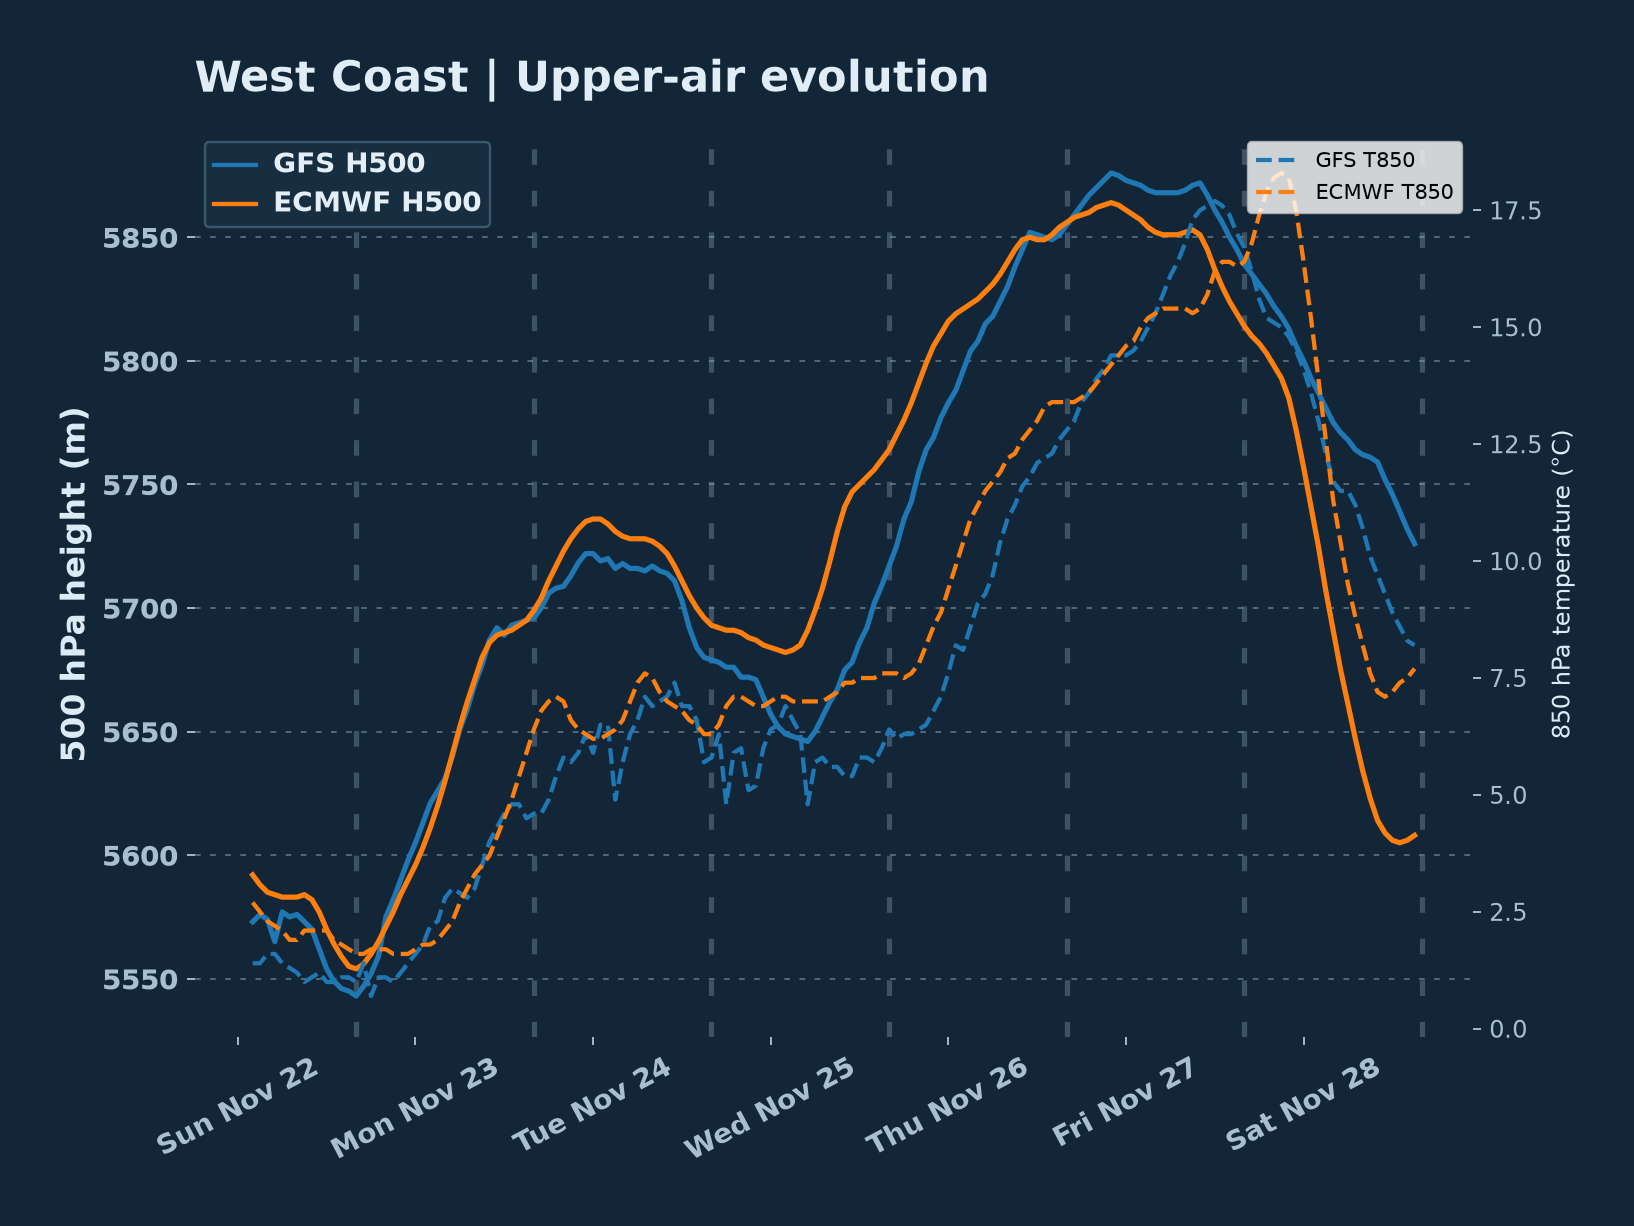 West Coast | Upper-air evolution
GFS H500
ECMWF H500
GFS T850
ECMWF T850
500 hPa height (m)
5850
5800
5750
5700
5650
5600
5550
17.5
15.0
12.5
10.0
7.5
5.0
2.5
0.0
850 hPa temperature (°C)
Sun Nov 22
Mon Nov 23
Tue Nov 24
Wed Nov 25
Thu Nov 26
Fri Nov 27
Sat Nov 28